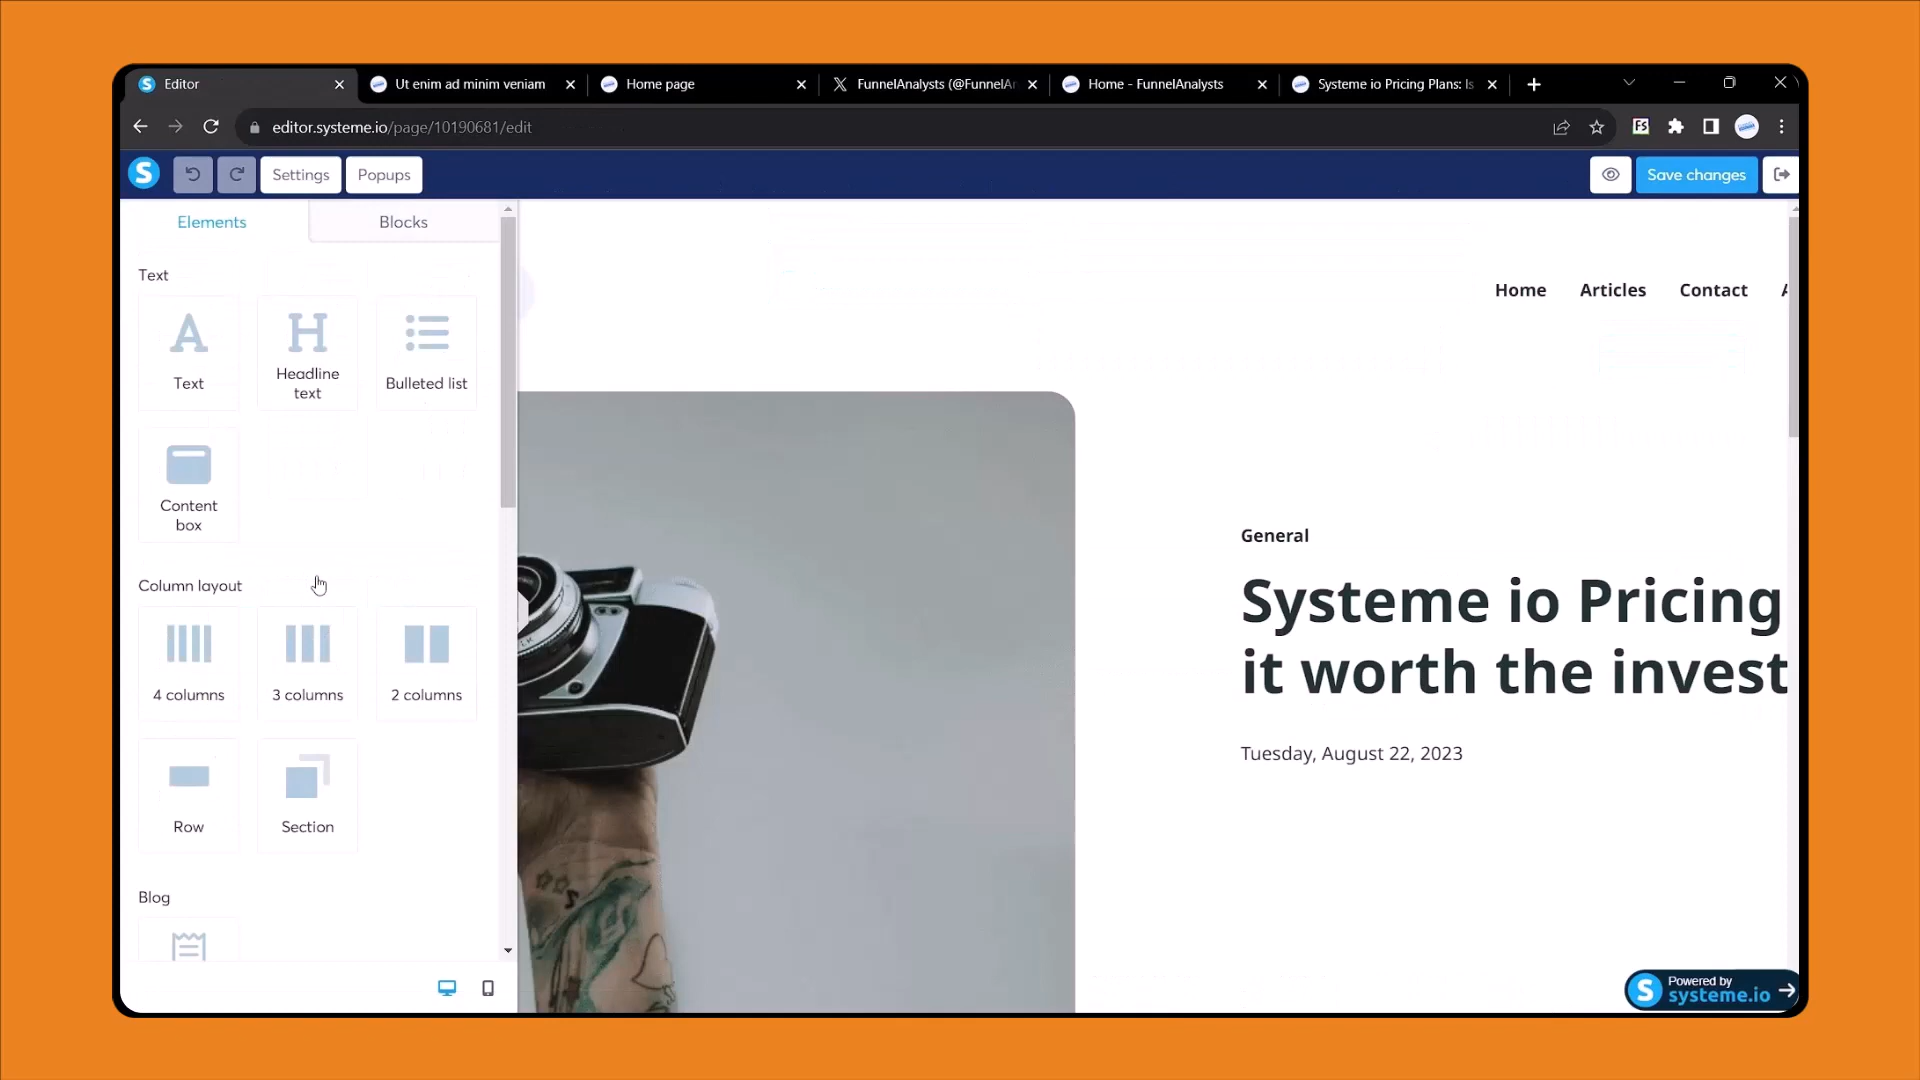 Editor
Ut enim ad minim veniam
Home page
FunnelAnalysts (@FunnelAn
Home - FunnelAnalysts
Systeme io Pricing Plans: Is
editor.systeme.io/page/10190681/edit
Settings
Popups
Save changes
Elements
Blocks
Text
Text
Headline
text
Bulleted list
Content
box
Column layout
4 columns
3 columns
2 columns
Row
Section
Blog
Home
Articles
Contact
General
Systeme io Pricing
it worth the invest
Tuesday, August 22, 2023
Powered by
systeme.io